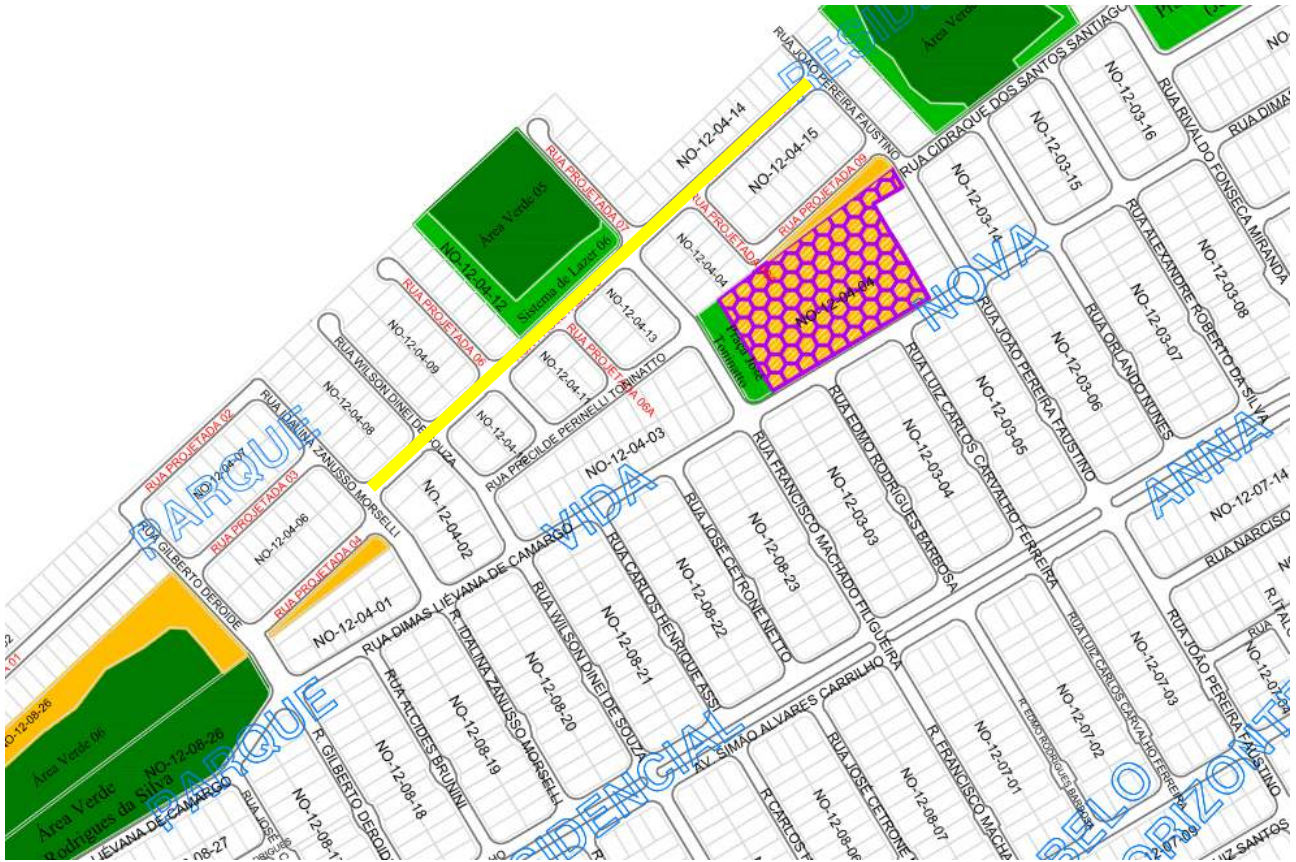 RUA JOÃO PEREIRA FAUSTINO
Área Verde
RUA CIDRAQUE DOS SANTOS SANTIAGO
NO-12-03-16
RUA RIVALDO FONSECA MIRANDA
RUA DIMAS
NO-12-04-14
NO-12-04-15
NO-12-03-15
RUA PROJETADA 07
RUA PROJETADA 09
NO-12-03-14
RUA ALEXANDRE ROBERTO DA SILVA
NO-12-03-08
Área Verde 05
NO-12-04-12
Sistema de Lazer 06
NO-12-04-04
NO-12-04-04
NOVA
NO-12-03-07
RUA PROJETADA 06
NO-12-04-09
RUA WILSON DINEI DE SOUZA
NO-12-04-13
RUA PROJETADA 06A
NO-12-04-11
Praça José
Toninatto
RUA JOÃO PEREIRA FAUSTINO
RUA ORLANDO NUNES
NO-12-03-06
RUA LUIZ CARLOS CARVALHO FERREIRA
NO-12-03-05
RUA PRECILDE PERINELLI TONINATTO
NO-12-04-08
RUA IDALINA ZANUSSO MORSELLI
RUA PROJETADA 02
NO-12-04-07
PARQUE
RUA PROJETADA 03
NO-12-04-03
RUA EDMO RODRIGUES BARBOSA
NO-12-03-04
ANNA
NO-12-07-14
NO-12-04-06
NO-12-04-02
VIDA
RUA FRANCISCO MACHADO FILIGUEIRA
NO-12-03-03
RUA NARCISO
RUA GILBERTO DEROIDE
RUA PROJETADA 04
RUA JOSE CETRONE NETTO
NO-12-08-23
NO-12-04-01
RUA DIMAS LIÉVANA DE CAMARGO
RUA CARLOS HENRIQUE ASSI
NO-12-08-22
RUA WILSON DINEI DE SOUZA
NO-12-08-21
R. IDALINA ZANUSSO MORSELLI
NO-12-08-20
AV. SIMÃO ALVARES CARRILHO
RUA LUIZ CARLOS CARVALHO FERREIRA
NO-12-07-03
RUA JOÃO PEREIRA FAUSTINO
RUA ALCIDES BRUNINI
NO-12-08-19
NO-12-08-26
Área Verde 06
NO-12-08-26
Área Verde
Rodrigues da Silva
PARQUE
R. GILBERTO DEROIDE
NO-12-08-18
R. EDMO RODRIGUES BARBOSA
NO-12-07-02
NO-12-07-01
R. FRANCISCO MACHA
NO-12-08-07
RUA JOSE CETRONE
NO-12-08-06
R CARLOS
LIÉVANA DE CAMARGO
RUA JOSÉ
BELO